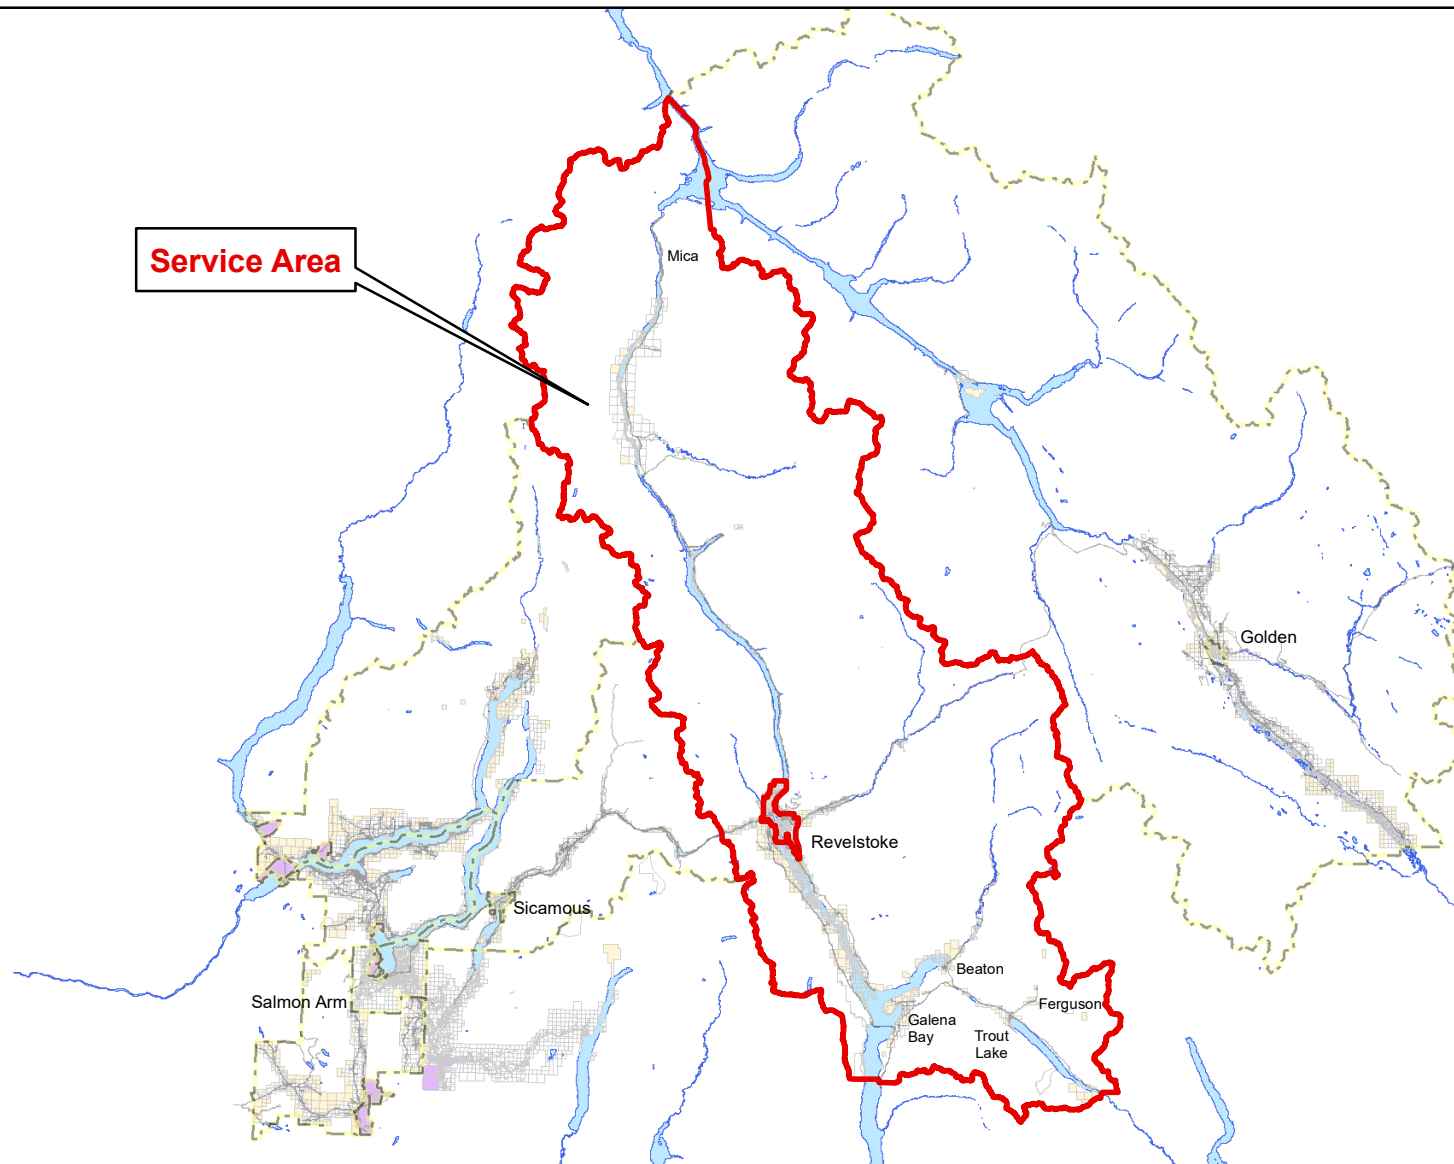 Mica
Service Area
Golden
Revelstoke
Sicamous
Beaton
Salmon Arm
Ferguson
Galena
Bay
Trout
Lake